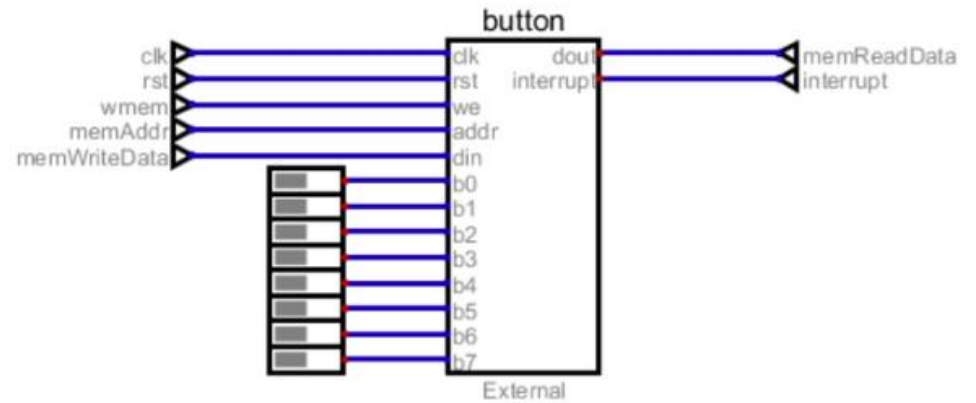 button
clk
rst
wmem
memAddr
memWriteData
clk
rst
we
addr
din
b0
b1
b2
b3
b4
b5
b6
b7
dout
interrupt
memReadData
interrupt
External